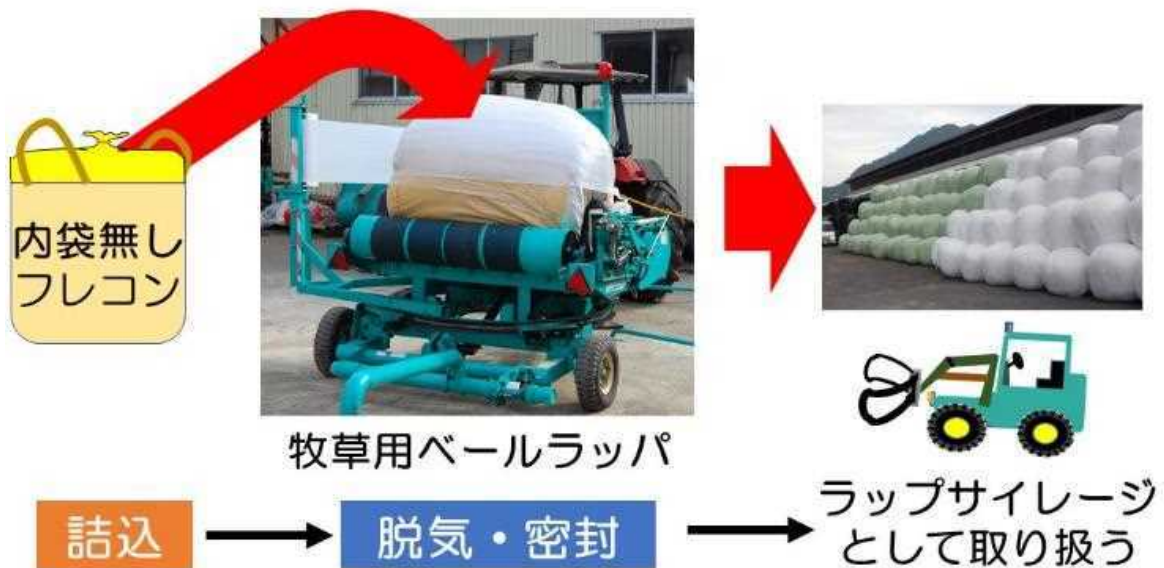 内袋無し
フレコン
牧草用ベールラッパ
詰込
脱気・密封
ラップサイレージ
として取り扱う